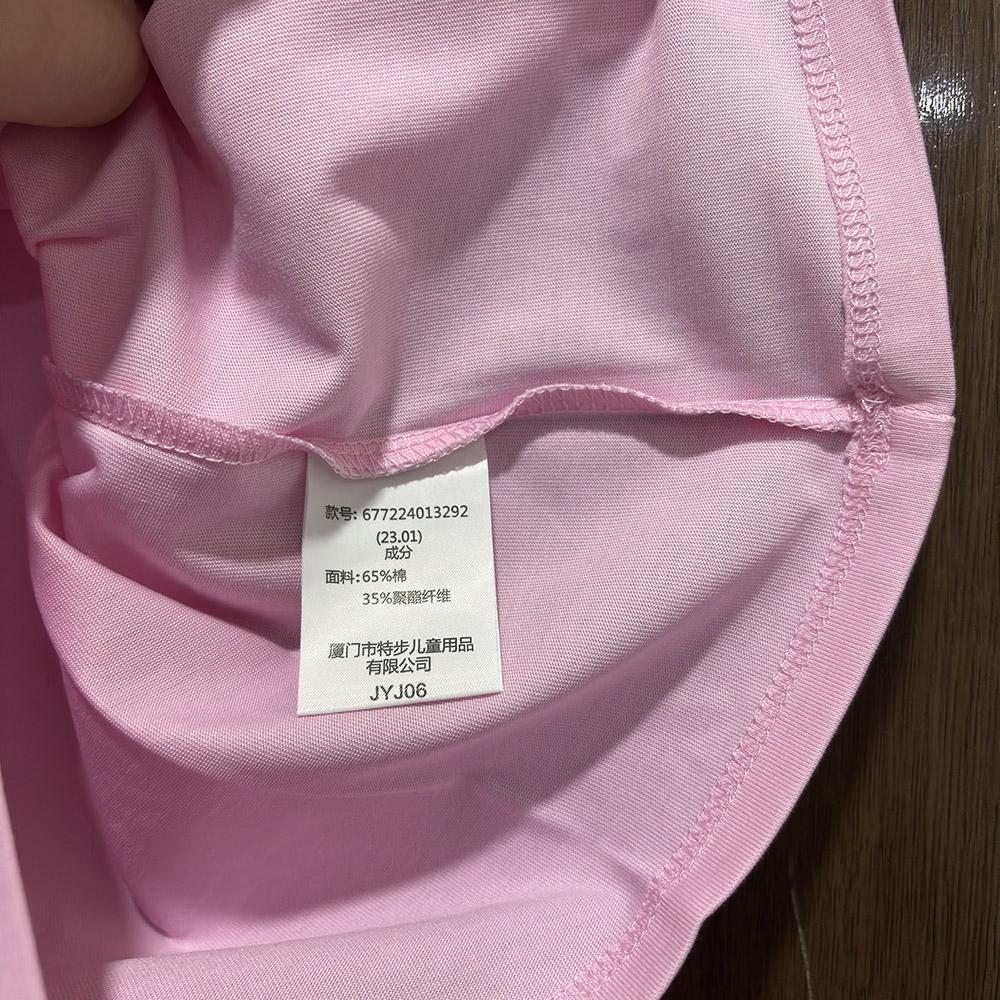 款号: 677224013292
(23.01)
成分
面料:65%棉
35%聚酯纤维
厦门市特步儿童用品
有限公司
JYJ06